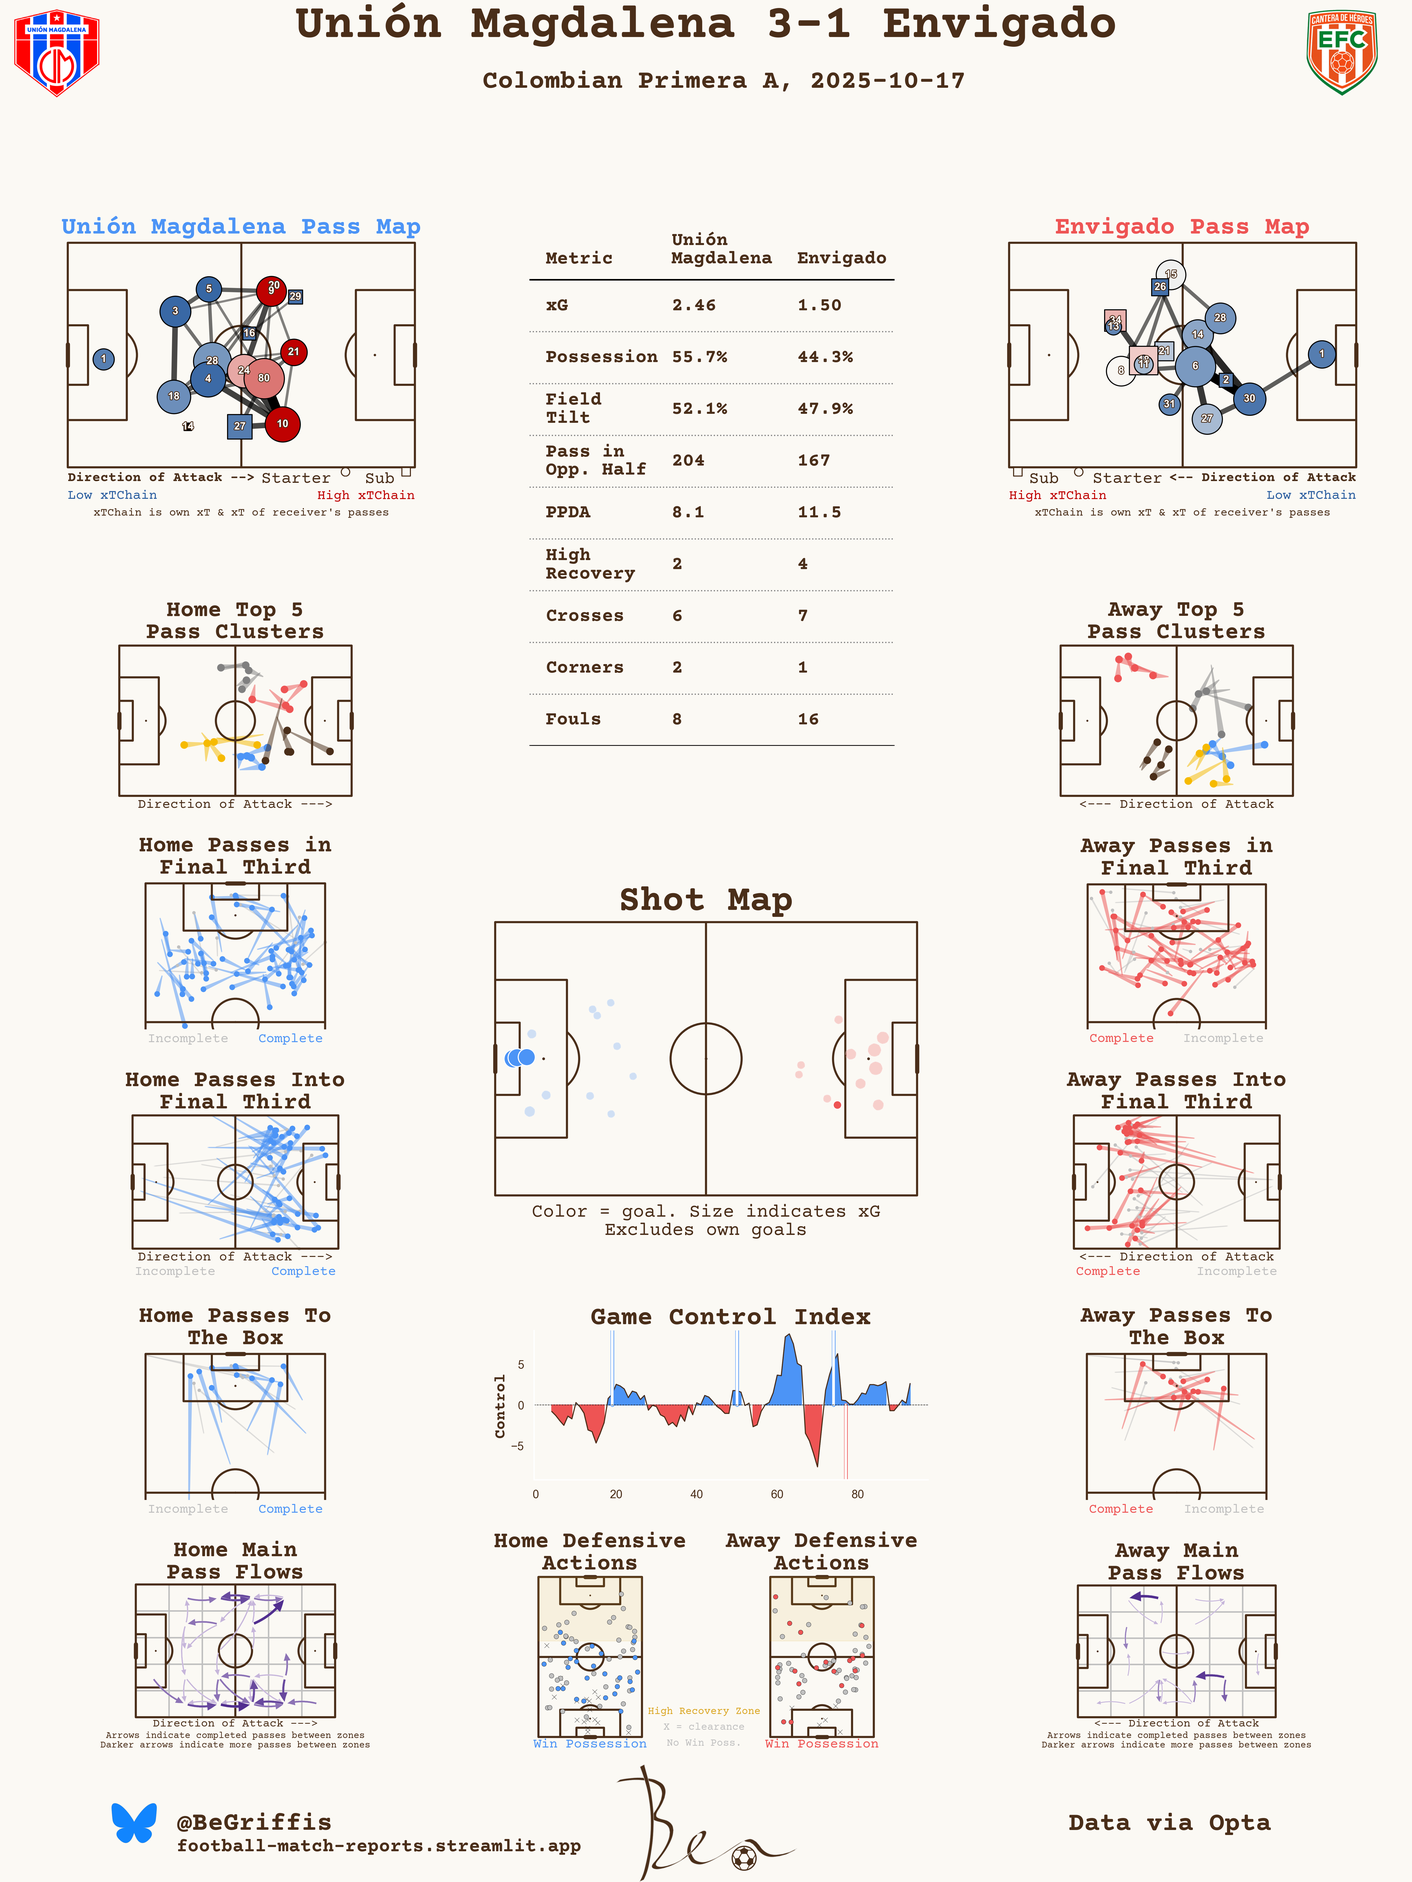 Unión Magdalena 3-1 Envigado
Colombian Primera A, 2025-10-17
UNIÓN MAGDALENA
CANTERA DE HÉROES
EFC
Unión Magdalena Pass Map
5
20
9
29
3
16
1
28
21
24
4
80
18
14
27
10
Direction of Attack --> Starter Sub
Low xTChain High xTChain
xTChain is own xT & xT of receiver's passes
Metric Unión Magdalena Envigado
xG 2.46 1.50
Possession 55.7% 44.3%
Field Tilt 52.1% 47.9%
Pass in Opp. Half 204 167
PPDA 8.1 11.5
High Recovery 2 4
Crosses 6 7
Corners 2 1
Fouls 8 16
Envigado Pass Map
15
26
34
13
28
14
21
11
8
6
1
2
31
30
27
Sub Starter <-- Direction of Attack
High xTChain Low xTChain
xTChain is own xT & xT of receiver's passes
Home Top 5
Pass Clusters
Direction of Attack --->
Away Top 5
Pass Clusters
<--- Direction of Attack
Home Passes in
Final Third
Incomplete Complete
Away Passes in
Final Third
Complete Incomplete
Shot Map
Color = goal. Size indicates xG
Excludes own goals
Home Passes Into
Final Third
Direction of Attack --->
Incomplete Complete
Away Passes Into
Final Third
<--- Direction of Attack
Complete Incomplete
Home Passes To
The Box
Incomplete Complete
Game Control Index
Control
5
0
−5
0 20 40 60 80
Away Passes To
The Box
Complete Incomplete
Home Main
Pass Flows
Direction of Attack --->
Arrows indicate completed passes between zones
Darker arrows indicate more passes between zones
Home Defensive
Actions
Win Possession
High Recovery Zone
X = clearance
No Win Poss.
Away Defensive
Actions
Win Possession
Away Main
Pass Flows
<--- Direction of Attack
Arrows indicate completed passes between zones
Darker arrows indicate more passes between zones
@BeGriffis
football-match-reports.streamlit.app
Ben
Data via Opta